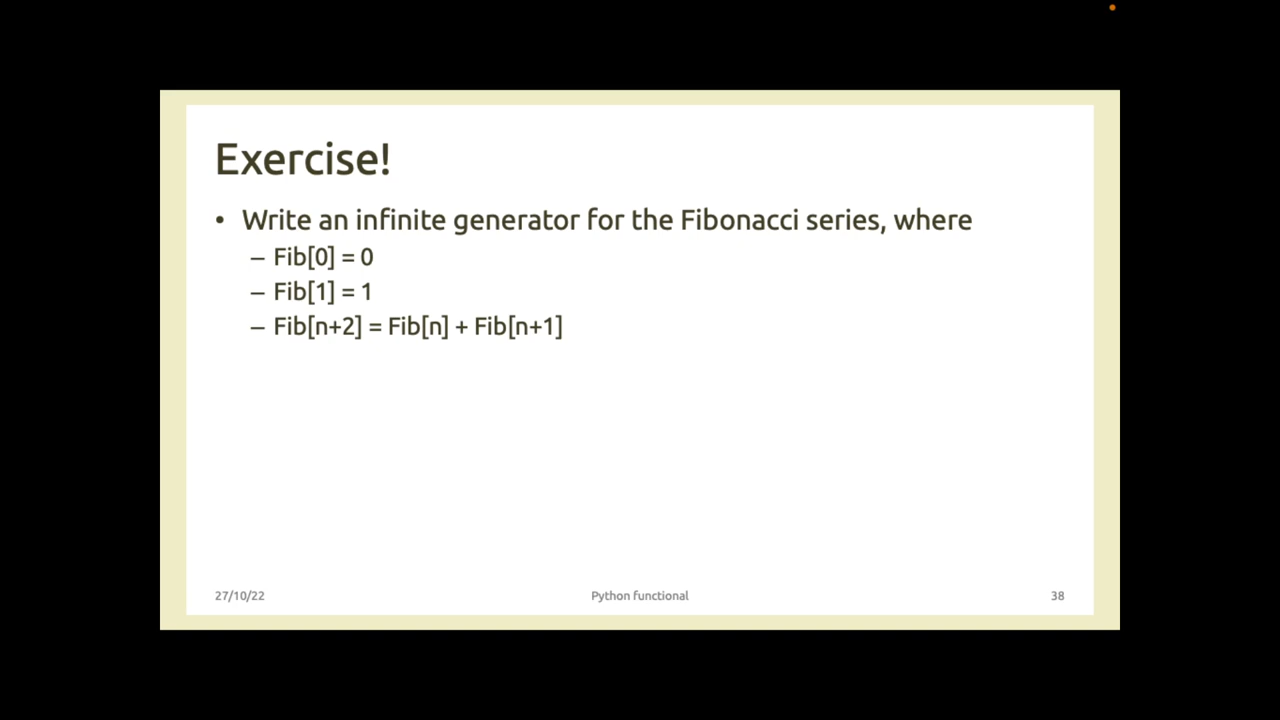 Exercise!
• Write an infinite generator for the Fibonacci series, where
– Fib[0] = 0
– Fib[1] = 1
– Fib[n+2] = Fib[n] + Fib[n+1]
27/10/22 Python functional 38